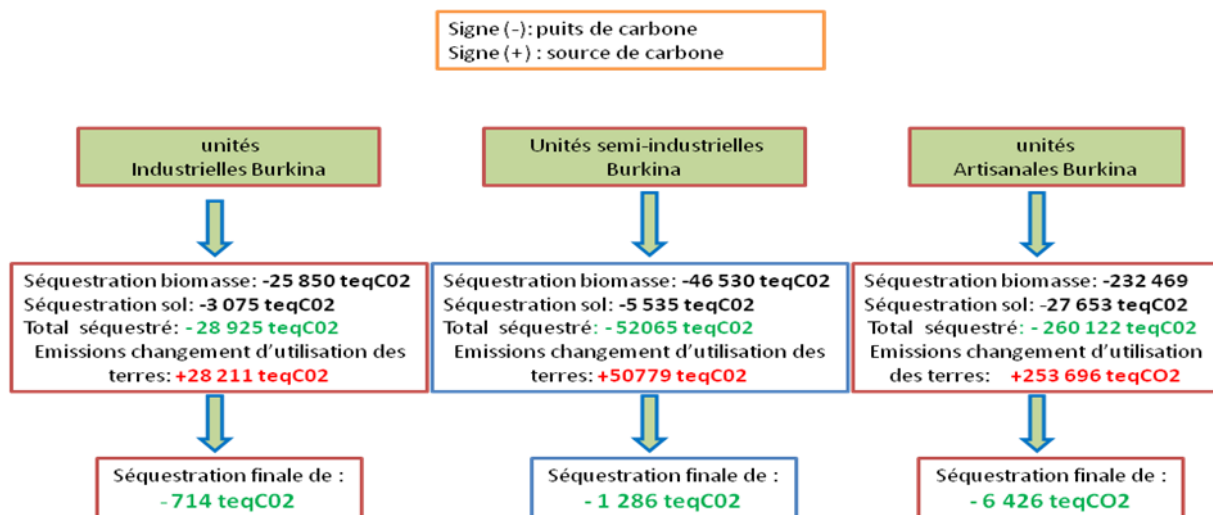 Signe (-): puits de carbone
Signe (+) : source de carbone
unités
Industrielles Burkina
Unités semi-industrielles
Burkina
unités
Artisanales Burkina
Séquestration biomasse: -25 850 teqC02
Séquestration sol: -3 075 teqC02
Total séquestré: - 28 925 teqC02
Emissions changement d'utilisation des
terres: +28 211 teqC02
Séquestration biomasse: -46 530 teqC02
Séquestration sol: -5 535 teqC02
Total séquestré: - 52065 teqC02
Emissions changement d'utilisation des
terres: +50779 teqC02
Séquestration biomasse: -232 469
Séquestration sol: -27 653 teqC02
Total séquestré: - 260 122 teqC02
Emissions changement d'utilisation
des terres: +253 696 teqCO2
Séquestration finale de :
- 714 teqC02
Séquestration finale de :
- 1 286 teqC02
Séquestration finale de :
- 6 426 teqCO2